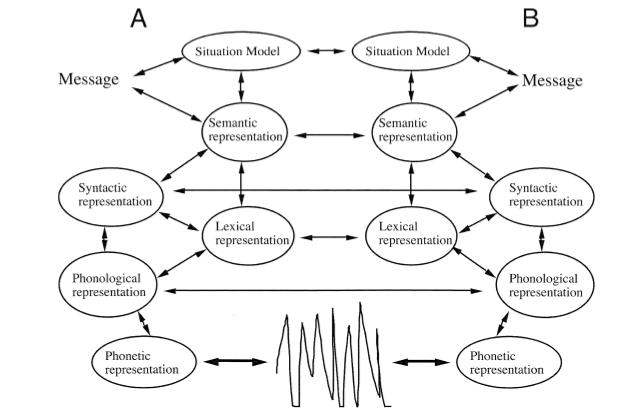 A B
Situation Model Situation Model
Message Message
Semantic Semantic
representation representation
Syntactic Syntactic
representation representation
Lexical Lexical
representation representation
Phonological Phonological
representation representation
Phonetic Phonetic
representation representation